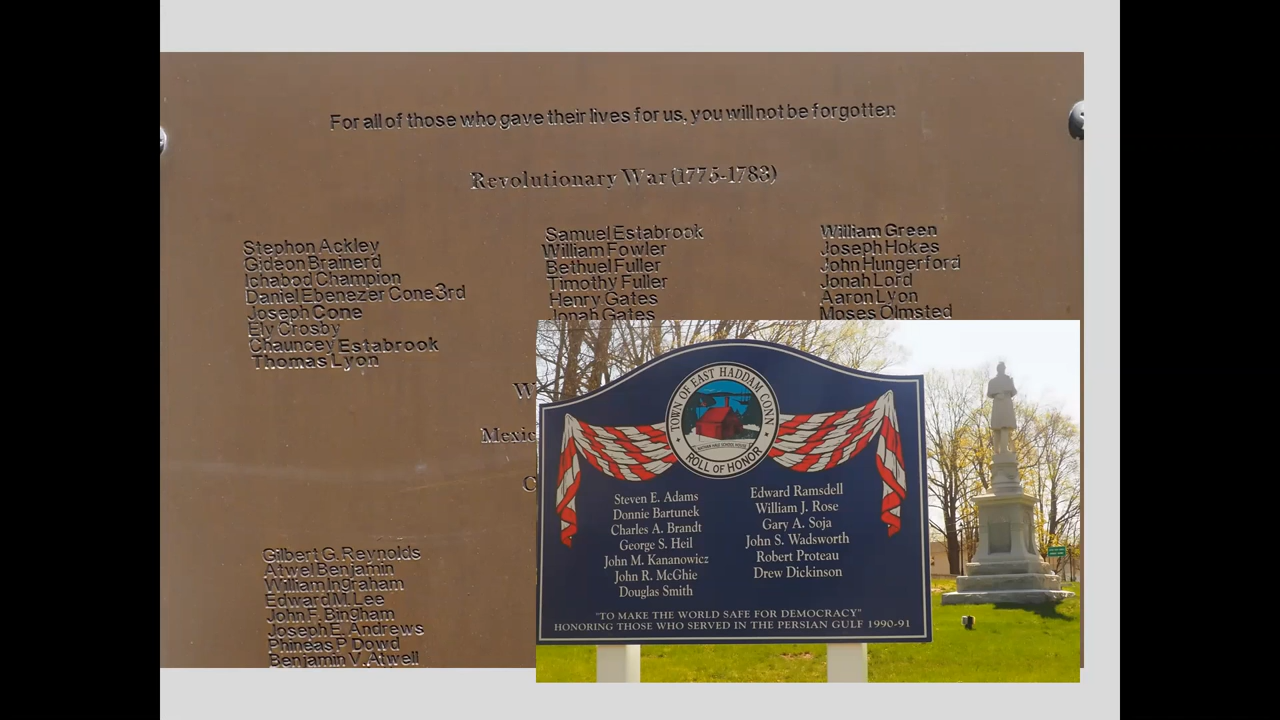 For all of those who gave their lives for us, you will not be forgotten
Revolutionary War (1775-1783)
Stephon Ackley
Gideon Brainerd
Ichabod Champion
Daniel Ebenezer Cone 3rd
Joseph Cone
Ely Crosby
Chauncey Estabrook
Thomas Lyon
Samuel Estabrook
William Fowler
Bethuel Fuller
Timothy Fuller
Henry Gates
Jonah Gates
William Green
Joseph Hokas
John Hungerford
Jonah Lord
Aaron Lyon
Moses Olmsted
Gilbert G. Reynolds
Atwel Benjamin
William Ingraham
Edward M. Lee
John F. Bingham
Joseph E. Andrews
Phineas P Dowd
Benjamin V. Atwell
TOWN OF EAST HADDAM CONN
ROLL OF HONOR
Steven E. Adams
Donnie Bartunek
Charles A. Brandt
George S. Heil
John M. Kananowicz
John R. McGhie
Douglas Smith
Edward Ramsdell
William J. Rose
Gary A. Soja
John S. Wadsworth
Robert Proteau
Drew Dickinson
"TO MAKE THE WORLD SAFE FOR DEMOCRACY"
HONORING THOSE WHO SERVED IN THE PERSIAN GULF 1990-91